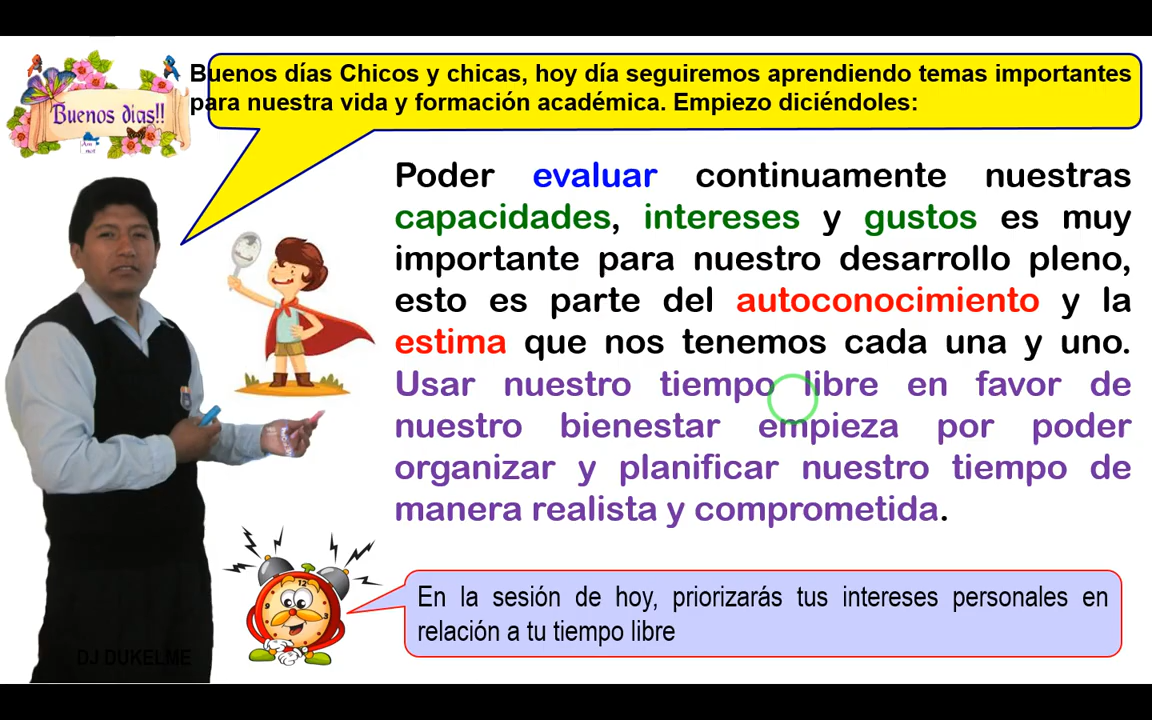 Buenos días Chicos y chicas, hoy día seguiremos aprendiendo temas importantes
para nuestra vida y formación académica. Empiezo diciéndoles:
Buenos dias!!
Poder evaluar continuamente nuestras
capacidades, intereses y gustos es muy
importante para nuestro desarrollo pleno,
esto es parte del autoconocimiento y la
estima que nos tenemos cada una y uno.
Usar nuestro tiempo libre en favor de
nuestro bienestar empieza por poder
organizar y planificar nuestro tiempo de
manera realista y comprometida.
12
9
3
En la sesión de hoy, priorizarás tus intereses personales en
relación a tu tiempo libre
DJ DUKELME